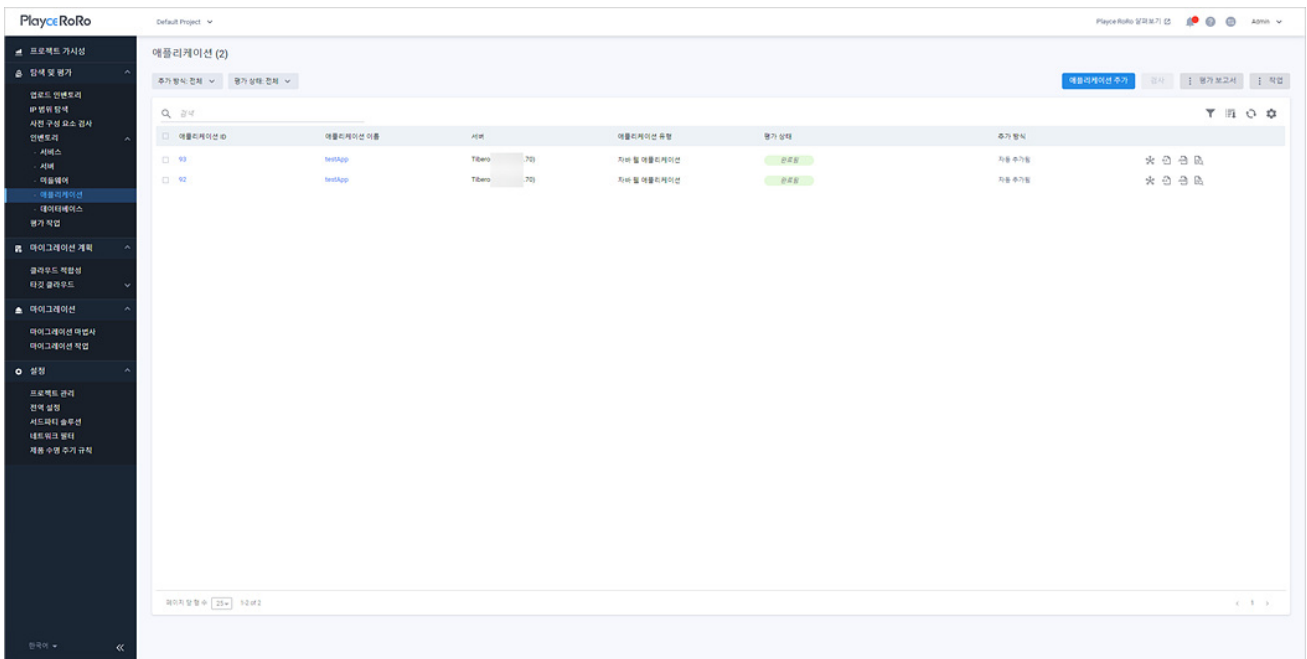 Playce RoRo
Default Project
Playce RoRo 살펴보기
Admin
프로젝트 가시성
탐색 및 평가
업로드 인벤토리
IP 범위 탐색
사전 구성 요소 검사
인벤토리
- 서비스
- 서버
- 미들웨어
- 애플리케이션
- 데이터베이스
평가 작업
마이그레이션 계획
클라우드 적합성
타깃 클라우드
마이그레이션
마이그레이션 마법사
마이그레이션 작업
설정
프로젝트 관리
전역 설정
서드파티 솔루션
네트워크 필터
제품 수명 주기 규칙
한국어
애플리케이션 (2)
추가 방식: 전체
평가 상태: 전체
애플리케이션 추가
검사
평가 보고서
작업
검색
애플리케이션 ID 애플리케이션 이름 서버 애플리케이션 유형 평가 상태 추가 방식
93 testApp Tibero .70) 자바 웹 애플리케이션 완료됨 자동 추가됨
92 testApp Tibero .70) 자바 웹 애플리케이션 완료됨 자동 추가됨
페이지 당 행 수 25 1-2 of 2
1